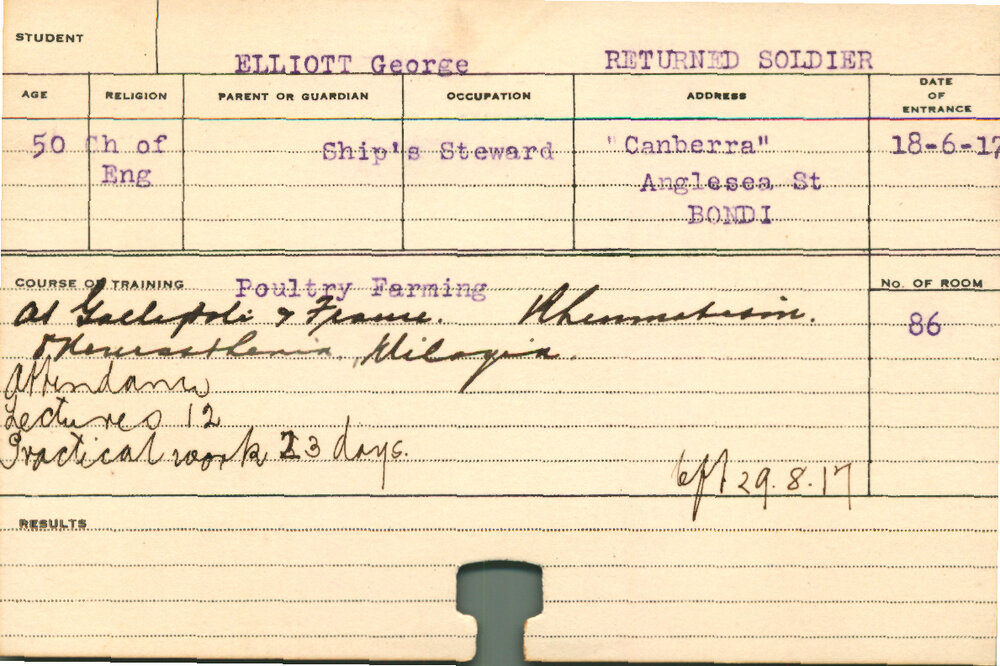 STUDENT
ELLIOTT George RETURNED SOLDIER
AGE RELIGION PARENT OR GUARDIAN OCCUPATION ADDRESS DATE OF ENTRANCE
50 Ch of Ship's Steward "Canberra" 18-6-17
Eng Anglesea St
BONDI
COURSE OF TRAINING Poultry Farming No. OF ROOM
At Gallipoli & France. Rheumatism. 86
& Neurasthenia.
Attendance
Lectures 12
Practical work 23 days.
left 29.8.17
RESULTS